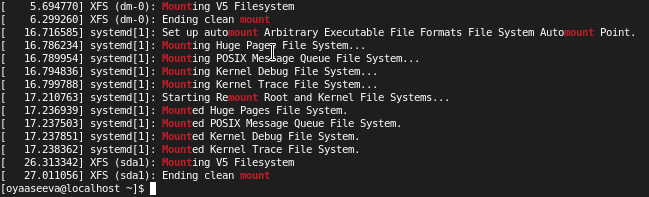 [    5.694770] XFS (dm-0): Mounting V5 Filesystem
[    6.299260] XFS (dm-0): Ending clean mount
[   16.716585] systemd[1]: Set up automount Arbitrary Executable File Formats File System Automount Point.
[   16.786234] systemd[1]: Mounting Huge Pages File System...
[   16.789954] systemd[1]: Mounting POSIX Message Queue File System...
[   16.794836] systemd[1]: Mounting Kernel Debug File System...
[   16.799788] systemd[1]: Mounting Kernel Trace File System...
[   17.210763] systemd[1]: Starting Remount Root and Kernel File Systems...
[   17.236939] systemd[1]: Mounted Huge Pages File System.
[   17.237503] systemd[1]: Mounted POSIX Message Queue File System.
[   17.237851] systemd[1]: Mounted Kernel Debug File System.
[   17.238362] systemd[1]: Mounted Kernel Trace File System.
[   26.313342] XFS (sda1): Mounting V5 Filesystem
[   27.011056] XFS (sda1): Ending clean mount
[oyaaseeva@localhost ~]$